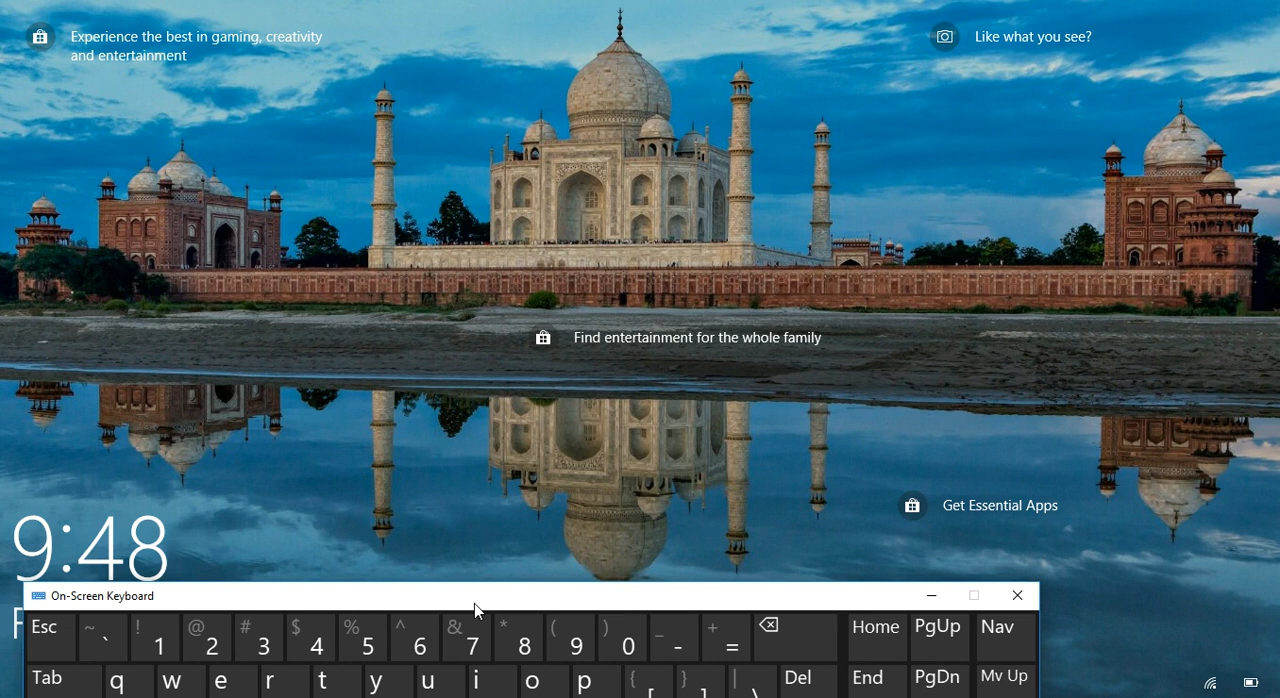 Experience the best in gaming, creativity
and entertainment
Like what you see?
Find entertainment for the whole family
Get Essential Apps
9:48
On-Screen Keyboard
Esc ~ ` ! 1 @ 2 # 3 $ 4 % 5 ^ 6 & 7 * 8 ( 9 ) 0 _ - + = Home PgUp Nav
Tab q w e r t y u i o p { [ } ] | \ Del End PgDn Mv Up